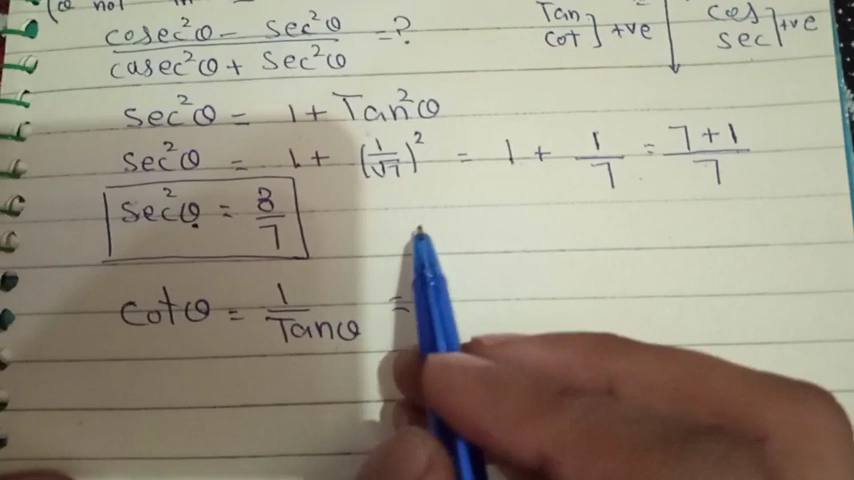 (θ not
cosec²θ - sec²θ / cosec²θ + sec²θ = ?
Tan
cot ] +ve
cos
sec ] +ve
sec²θ = 1 + Tan²θ
sec²θ = 1 + (1/√7)² = 1 + 1/7 = 7+1/7
sec²θ = 8/7
cotθ = 1/Tanθ =